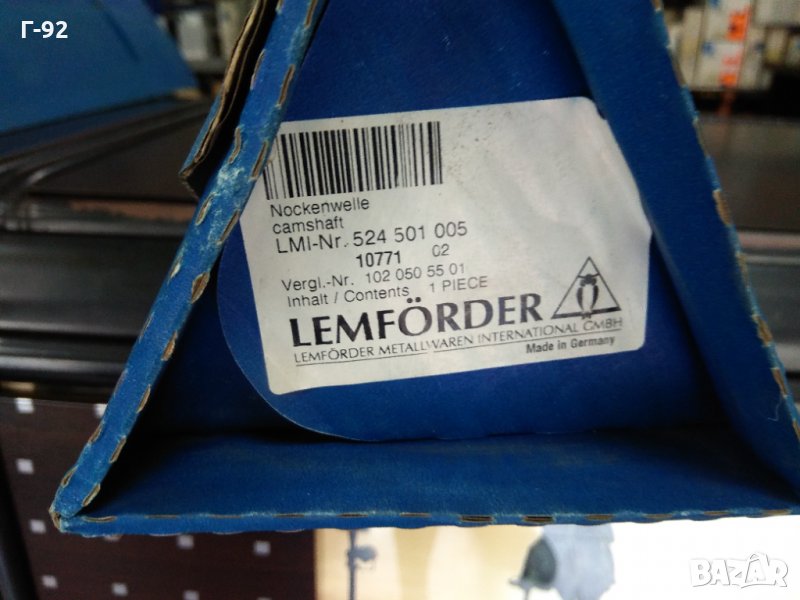 Г-92
Nockenwelle
camshaft
LMI-Nr. 524 501 005
10771 02
Vergl.-Nr. 102 050 55 01
Inhalt / Contents 1 PIECE
LEMFÖRDER
LEMFÖRDER METALLWAREN INTERNATIONAL GMBH
Made in Germany
BAZAR